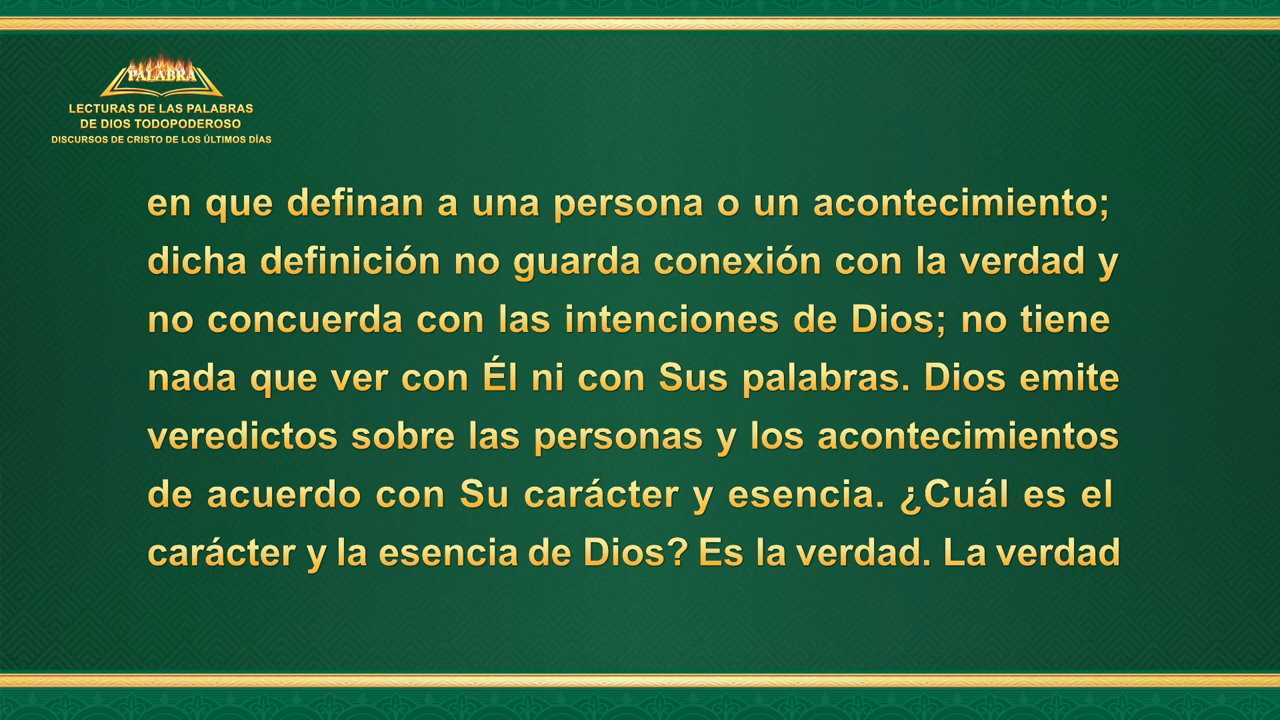 PALABRA
LECTURAS DE LAS PALABRAS
DE DIOS TODOPODEROSO
DISCURSOS DE CRISTO DE LOS ÚLTIMOS DÍAS
en que definan a una persona o un acontecimiento;
dicha definición no guarda conexión con la verdad y
no concuerda con las intenciones de Dios; no tiene
nada que ver con Él ni con Sus palabras. Dios emite
veredictos sobre las personas y los acontecimientos
de acuerdo con Su carácter y esencia. ¿Cuál es el
carácter y la esencia de Dios? Es la verdad. La verdad